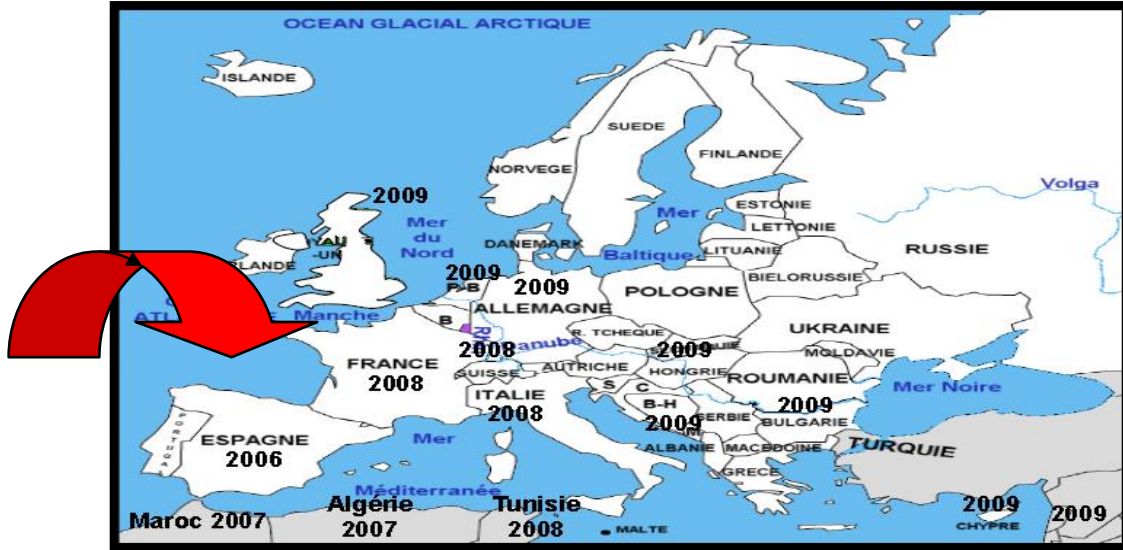 OCEAN GLACIAL ARCTIQUE
ISLANDE
SUEDE
FINLANDE
NORVEGE
Volga
2009
ESTONIE
Mer
du
Nord
Mer
Baltique
LETTONIE
DANEMARK
LITUANIE
RUSSIE
BIELORUSSIE
2009
P-B
2009
ALLEMAGNE
POLOGNE
Manche
B
R. TCHEQUE
UKRAINE
2008
2009
MOLDAVIE
FRANCE
2008
SUISSE
AUTRICHE
HONGRIE
ROUMANIE
Mer Noire
ITALIE
2008
S
C
B-H
2009
SERBIE
2009
BULGARIE
M
PORTUGAL
ESPAGNE
2006
Mer
Méditerranée
ALBANIE
MACEDOINE
TURQUIE
GRECE
Maroc 2007
Algérie
2007
Tunisie
2008
MALTE
2009
CHYPRE
2009